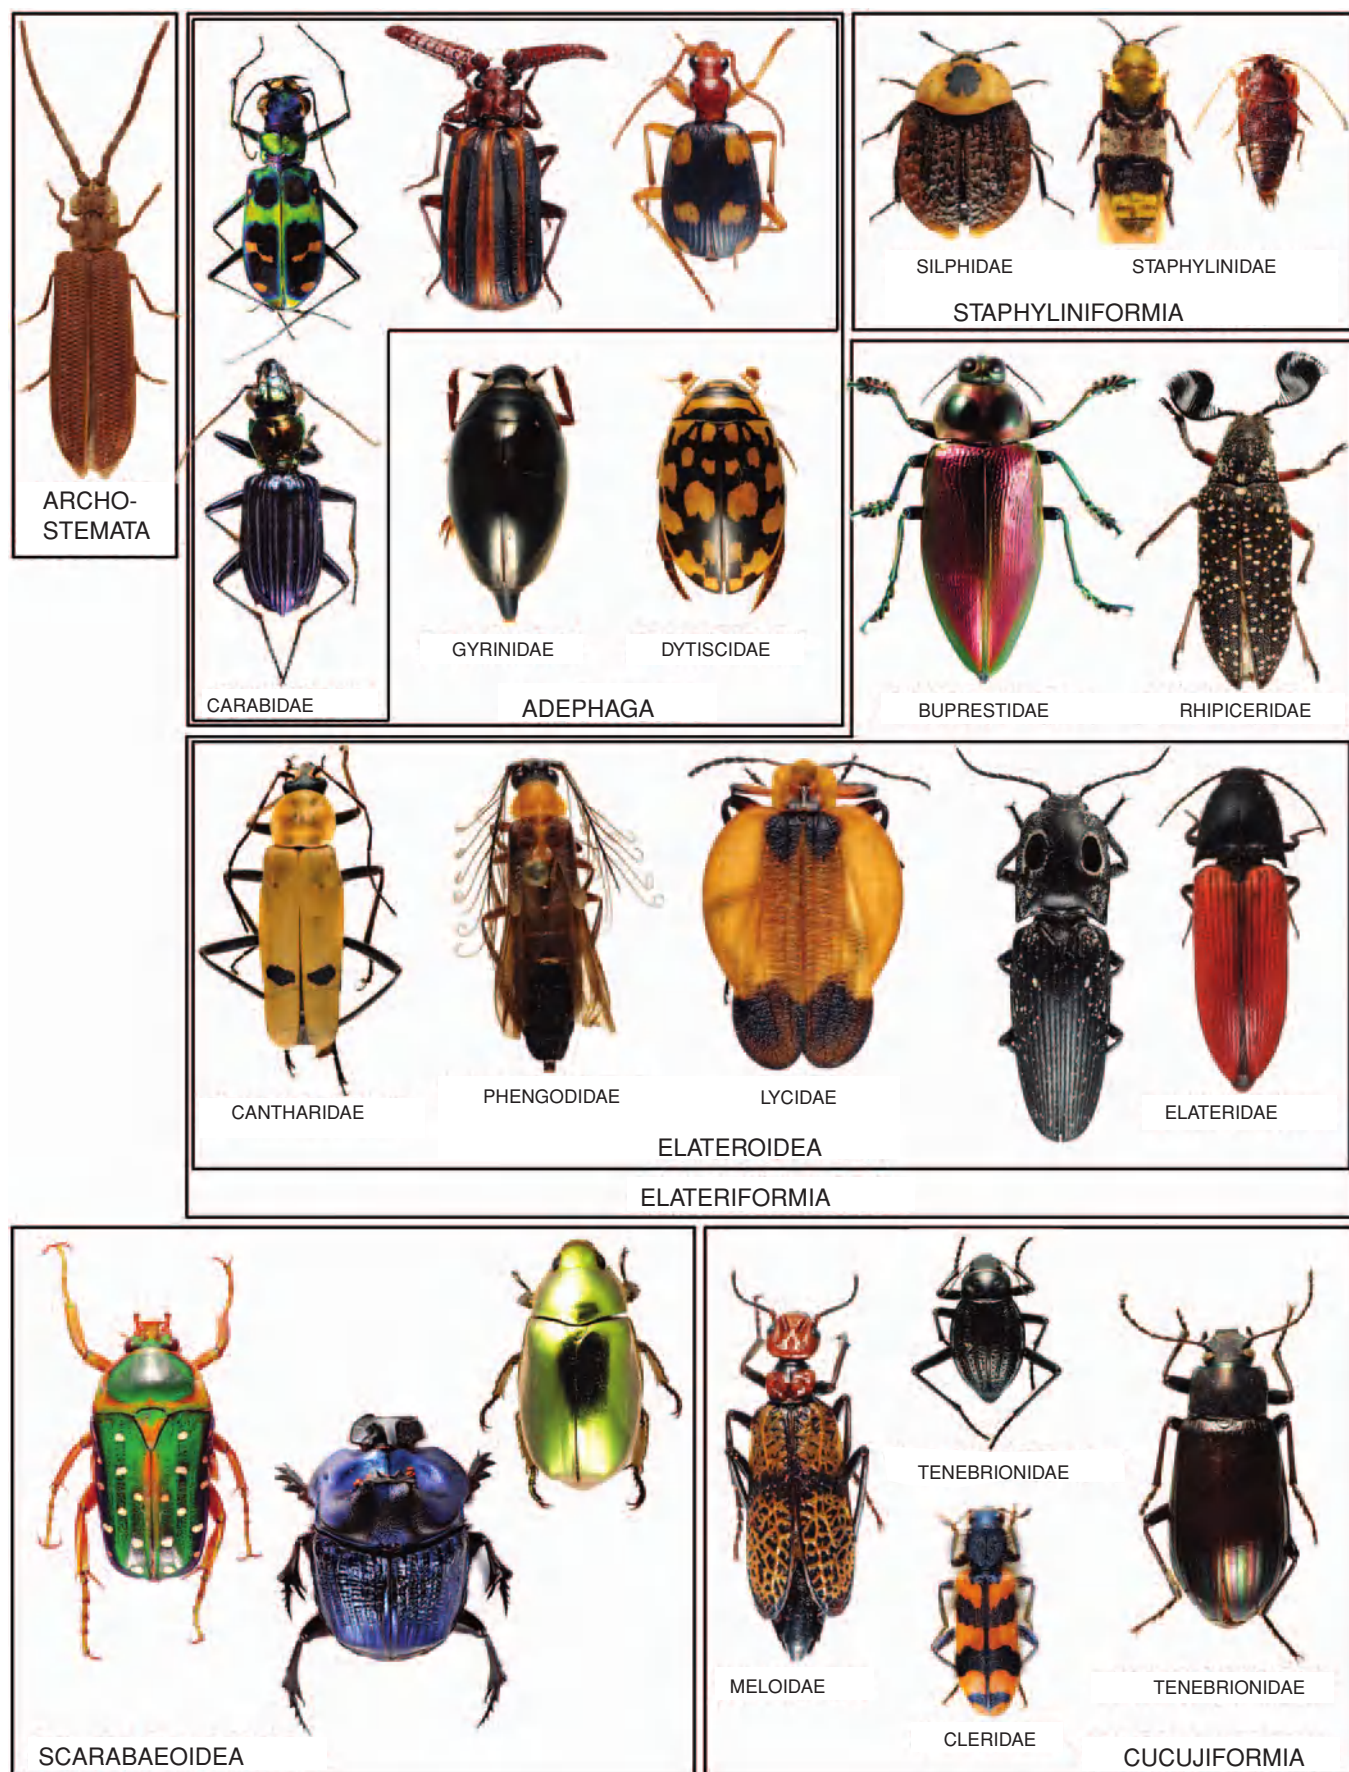 SILPHIDAE
STAPHYLINIDAE
STAPHYLINIFORMIA
ARCHO-
STEMATA
GYRINIDAE
DYTISCIDAE
CARABIDAE
ADEPHAGA
BUPRESTIDAE
RHIPICERIDAE
CANTHARIDAE
PHENGODIDAE
LYCIDAE
ELATERIDAE
ELATEROIDEA
ELATERIFORMIA
TENEBRIONIDAE
MELOIDAE
TENEBRIONIDAE
CLERIDAE
SCARABAEOIDEA
CUCUJIFORMIA